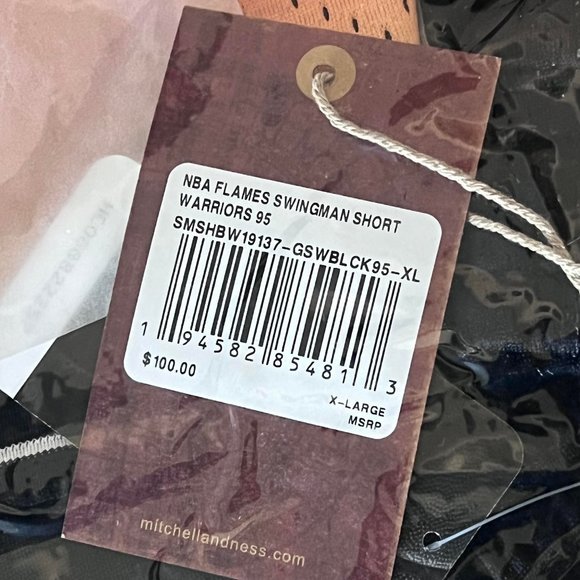 NBA FLAMES SWINGMAN SHORT
WARRIORS 95
SMSHBW19137-GSWBLCK95-XL
1 94582 85481 3
$100.00
X-LARGE
MSRP
mitchellandness.com